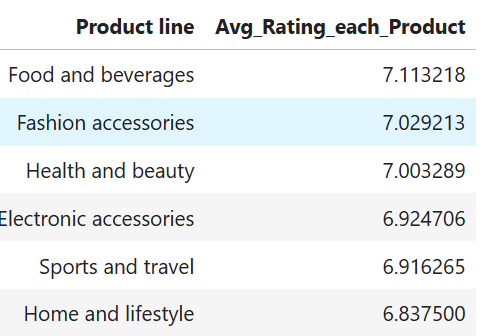 Product line Avg_Rating_each_Product
Food and beverages 7.113218
Fashion accessories 7.029213
Health and beauty 7.003289
Electronic accessories 6.924706
Sports and travel 6.916265
Home and lifestyle 6.837500